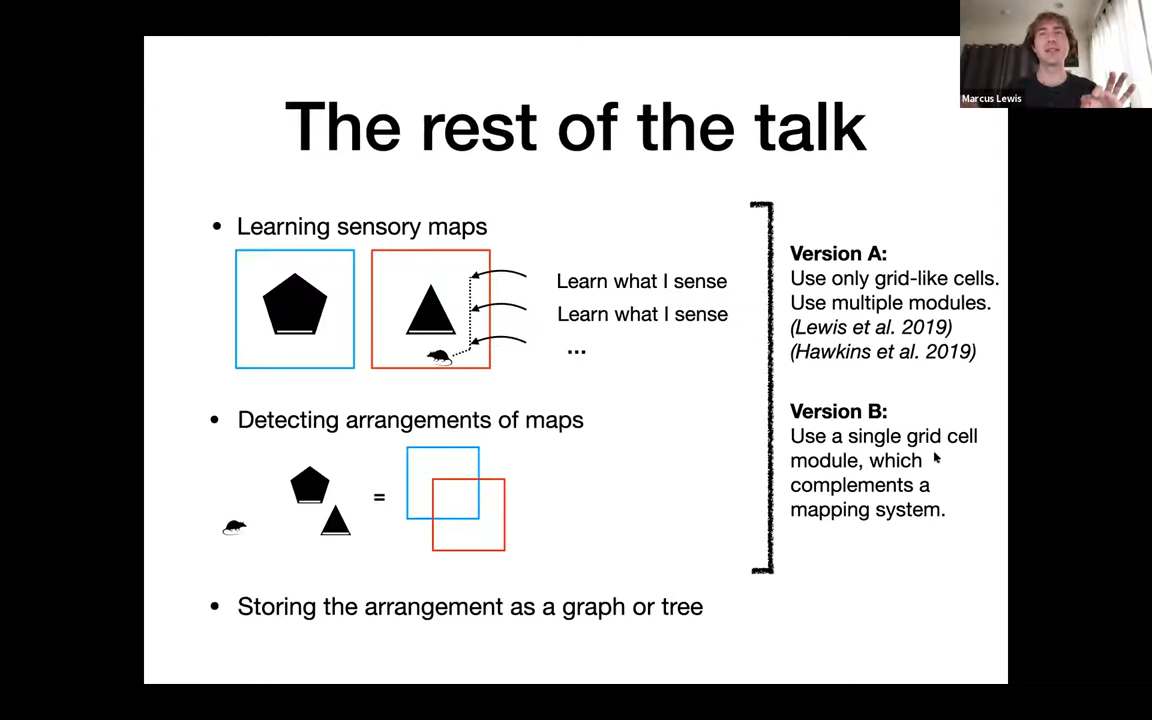 Marcus Lewis
The rest of the talk
• Learning sensory maps
Learn what I sense
Learn what I sense
...
• Detecting arrangements of maps
=
• Storing the arrangement as a graph or tree
Version A:
Use only grid-like cells.
Use multiple modules.
(Lewis et al. 2019)
(Hawkins et al. 2019)
Version B:
Use a single grid cell
module, which
complements a
mapping system.